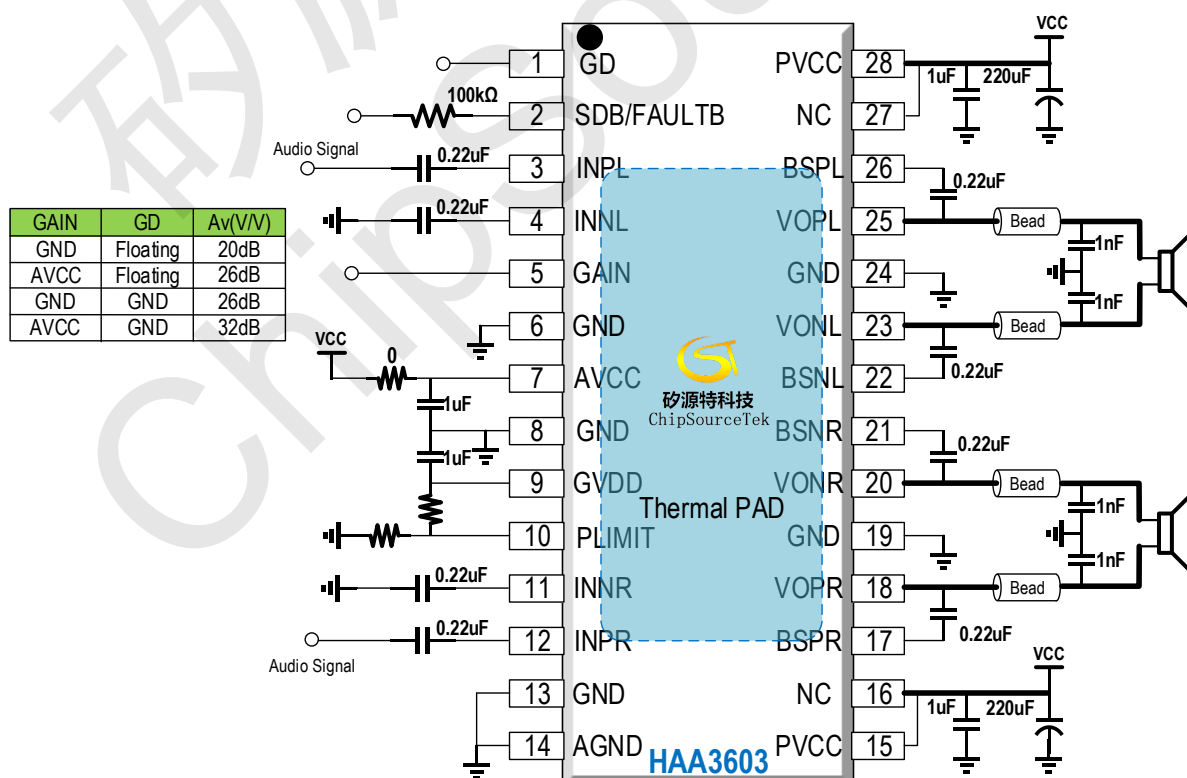 GAIN GD Av(V/V)
GND Floating 20dB
AVCC Floating 26dB
GND GND 26dB
AVCC GND 32dB
1 GD
100kΩ
2 SDB/FAULTB
Audio Signal
0.22uF
3 INPL
0.22uF
4 INNL
5 GAIN
6 GND
VCC
0
7 AVCC
1uF
8 GND
1uF
9 GVDD
10 PLIMIT
0.22uF
11 INNR
0.22uF
12 INPR
Audio Signal
13 GND
14 AGND
矽源特科技
ChipSourceTek
Thermal PAD
HAA3603
VCC
PVCC 28
1uF 220uF
NC 27
BSPL 26
0.22uF
VOPL 25
Bead
1nF
GND 24
1nF
VONL 23
Bead
0.22uF
BSNL 22
BSNR 21
0.22uF
VONR 20
Bead
1nF
GND 19
1nF
VOPR 18
Bead
0.22uF
BSPR 17
VCC
NC 16
1uF 220uF
PVCC 15